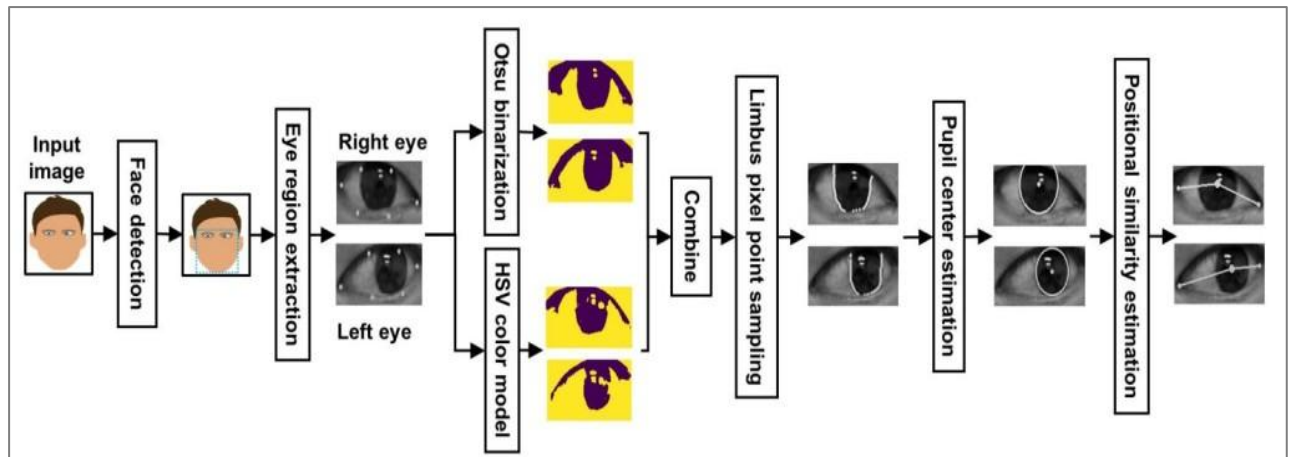 Input
image
Face detection
Eye region extraction
Right eye
Left eye
Otsu binarization
HSV color model
Combine
Limbus pixel point sampling
Pupil center estimation
Positional similarity estimation